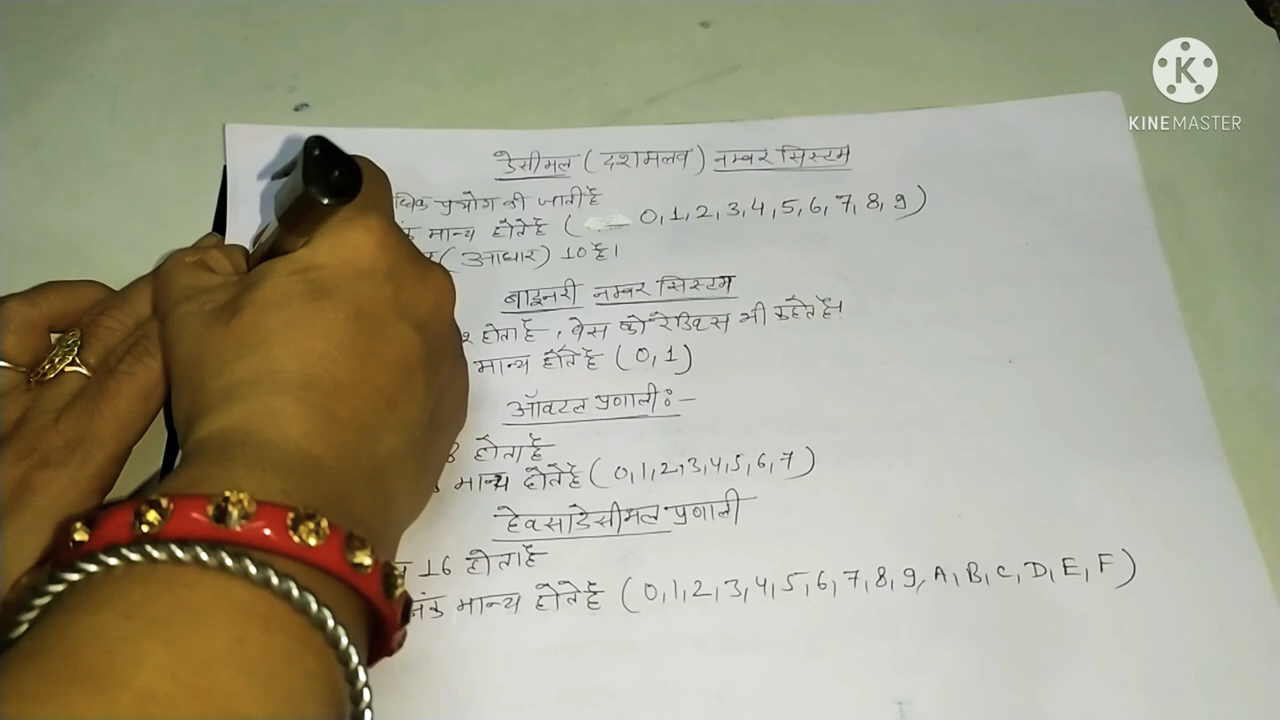 डेसीमल (दशमलव) नम्बर सिस्टम
प्रयोग की जाती है
मान्य होते है ( 0,1,2,3,4,5,6,7,8,9)
(आधार) 10 है।
बाइनरी नम्बर सिस्टम
होता है, बेस को रेडिक्स भी कहते है।
मान्य होते है (0,1)
ऑक्टल प्रणाली:-
8 होता है
मान्य होते है (0,1,2,3,4,5,6,7)
हेक्साडेसीमल प्रणाली
16 होता है
अंक मान्य होते है (0,1,2,3,4,5,6,7,8,9,A,B,C,D,E,F)
K
KINEMASTER